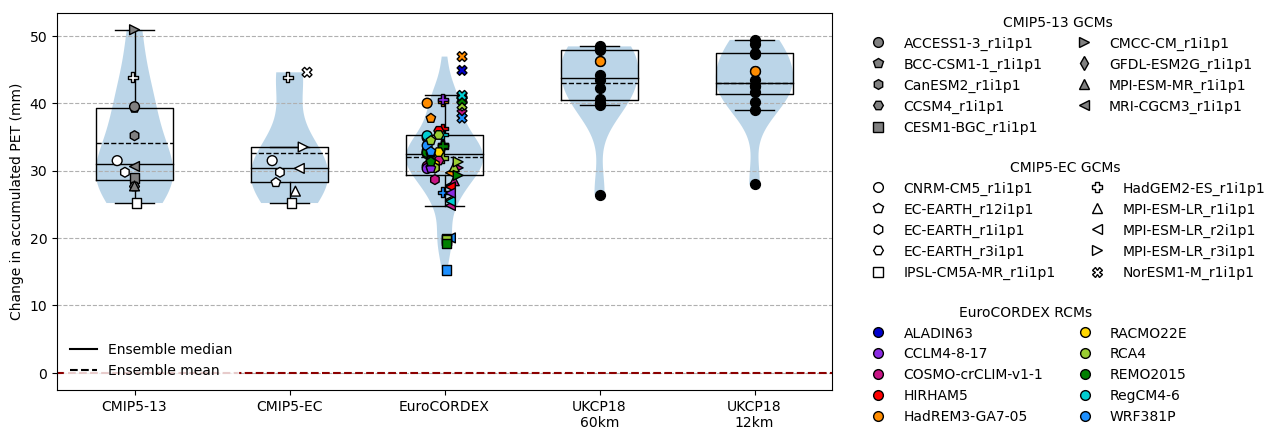 Change in accumulated PET (mm)
50
40
30
20
10
0
Ensemble median
Ensemble mean
CMIP5-13
CMIP5-EC
EuroCORDEX
UKCP18
60km
UKCP18
12km
CMIP5-13 GCMs
ACCESS1-3_r1i1p1
BCC-CSM1-1_r1i1p1
CanESM2_r1i1p1
CCSM4_r1i1p1
CESM1-BGC_r1i1p1
CMCC-CM_r1i1p1
GFDL-ESM2G_r1i1p1
MPI-ESM-MR_r1i1p1
MRI-CGCM3_r1i1p1
CMIP5-EC GCMs
CNRM-CM5_r1i1p1
EC-EARTH_r12i1p1
EC-EARTH_r1i1p1
EC-EARTH_r3i1p1
IPSL-CM5A-MR_r1i1p1
HadGEM2-ES_r1i1p1
MPI-ESM-LR_r1i1p1
MPI-ESM-LR_r2i1p1
MPI-ESM-LR_r3i1p1
NorESM1-M_r1i1p1
EuroCORDEX RCMs
ALADIN63
CCLM4-8-17
COSMO-crCLIM-v1-1
HIRHAM5
HadREM3-GA7-05
RACMO22E
RCA4
REMO2015
RegCM4-6
WRF381P